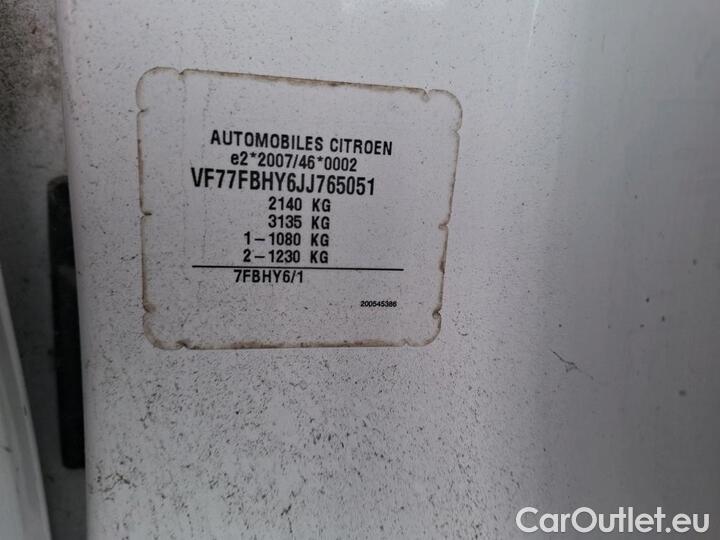 AUTOMOBILES CITROEN
e2*2007/46*0002
VF77FBHY6JJ765051
2140 KG
3135 KG
1-1080 KG
2-1230 KG
7FBHY6/1
200545386
CarOutlet.eu